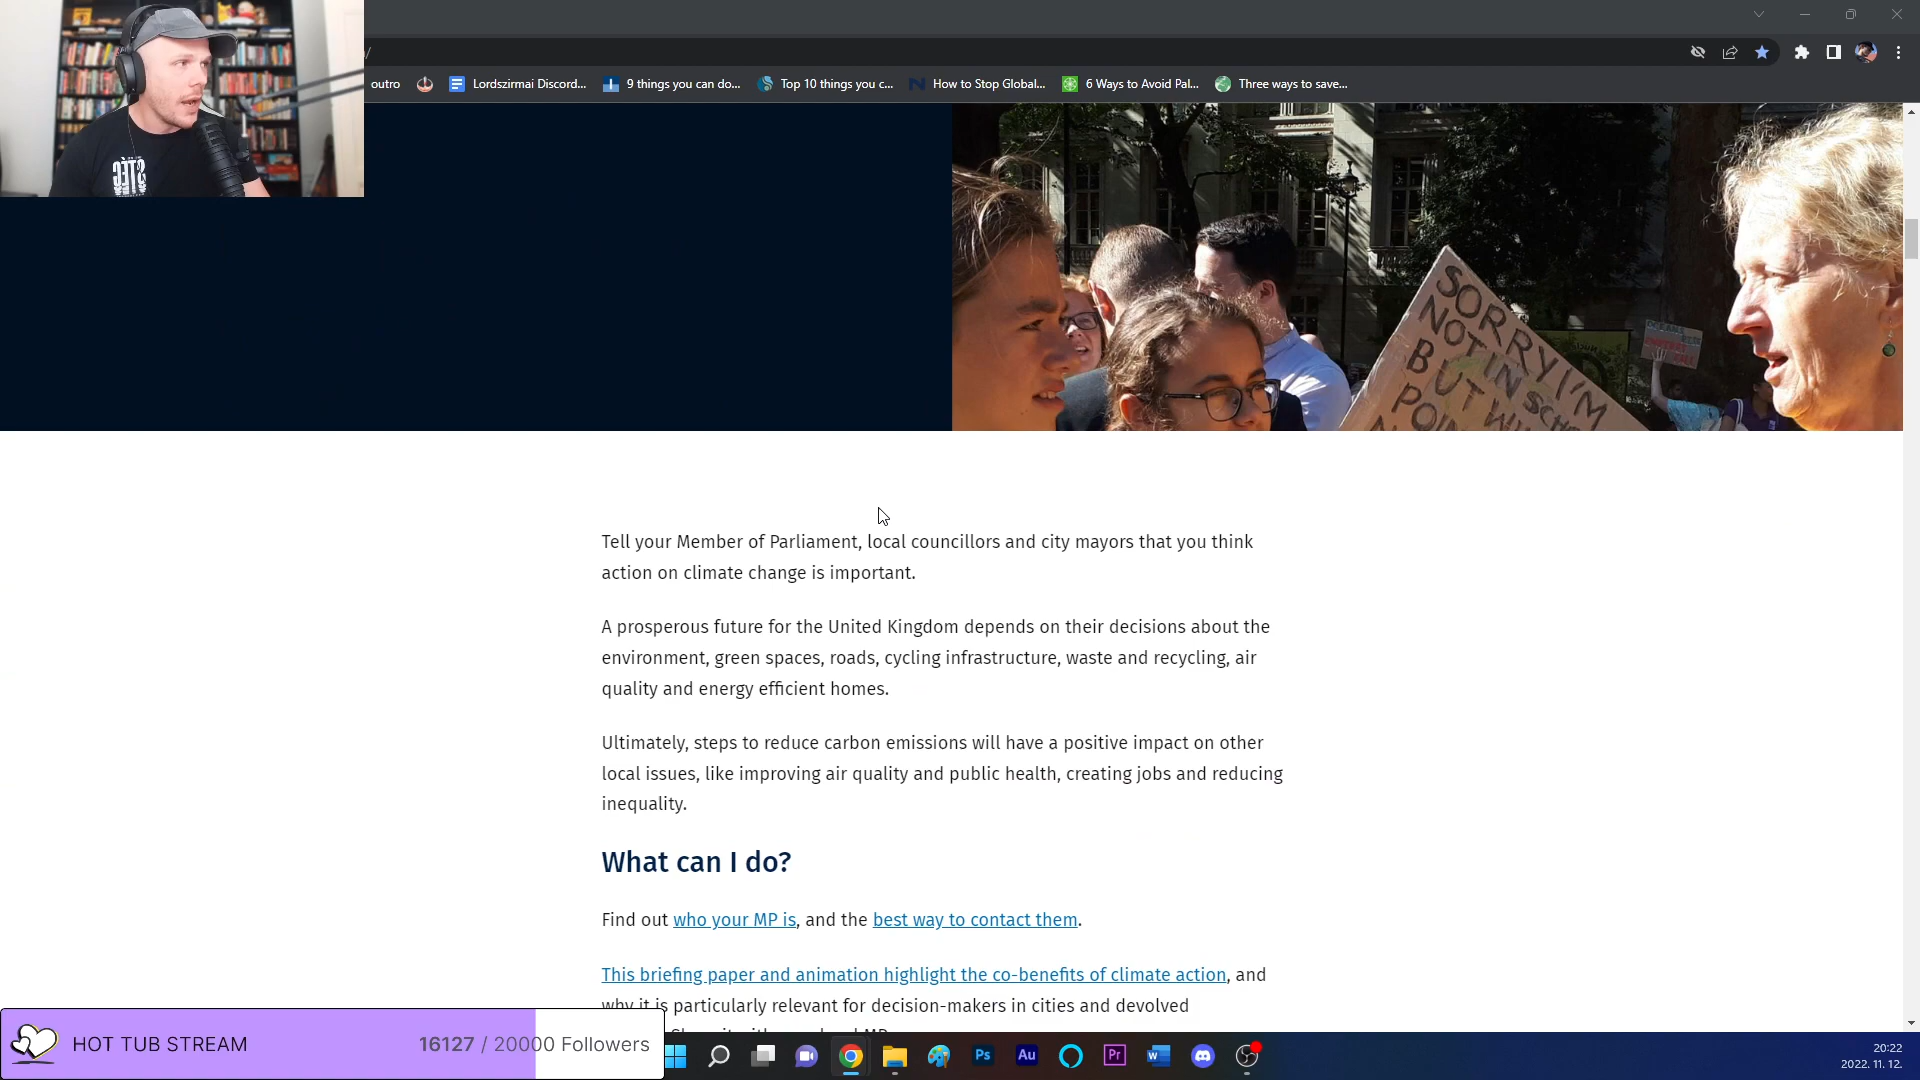 /
outro
Lordszirmai Discord...
9 things you can do...
Top 10 things you c...
How to Stop Global...
6 Ways to Avoid Pal...
Three ways to save...
SORRY I'M
NOT IN
BUT
Tell your Member of Parliament, local councillors and city mayors that you think
action on climate change is important.
A prosperous future for the United Kingdom depends on their decisions about the
environment, green spaces, roads, cycling infrastructure, waste and recycling, air
quality and energy efficient homes.
Ultimately, steps to reduce carbon emissions will have a positive impact on other
local issues, like improving air quality and public health, creating jobs and reducing
inequality.
What can I do?
Find out who your MP is, and the best way to contact them.
This briefing paper and animation highlight the co-benefits of climate action, and
why it is particularly relevant for decision-makers in cities and devolved
HOT TUB STREAM
16127 / 20000 Followers
Ps
Au
Pr
W
20:22
2022. 11. 12.